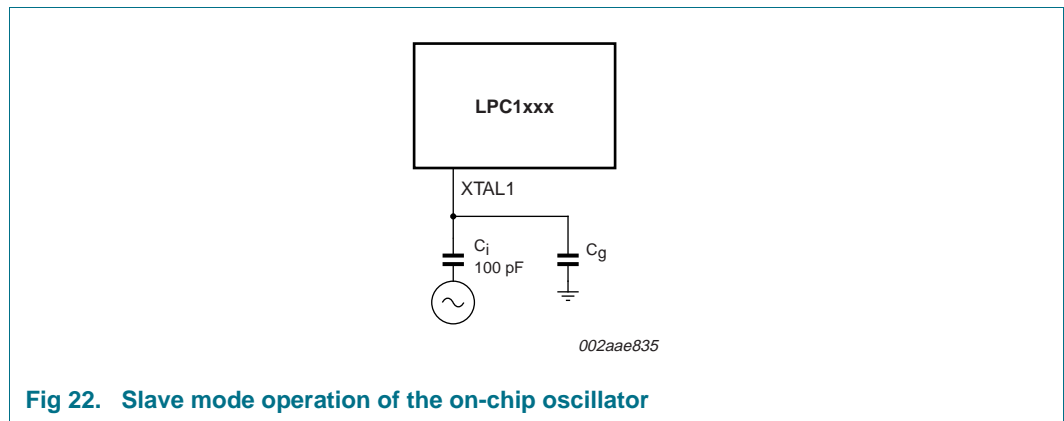 LPC1xxx
XTAL1
Ci
100 pF
Cg
002aae835
Fig 22. Slave mode operation of the on-chip oscillator